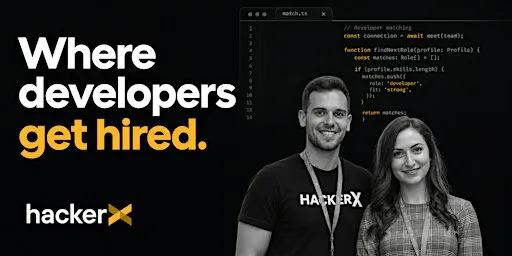 Where
developers
get hired.
hackerX
match.ts
// developer matching
const connection = await meet(team);
function findNextRole(profile: Profile) {
const matches: Role[] = [];
if (profile.skills.length) {
matches.push({
role: 'developer',
fit: 'strong',
});
}
return matches;
HACKERX